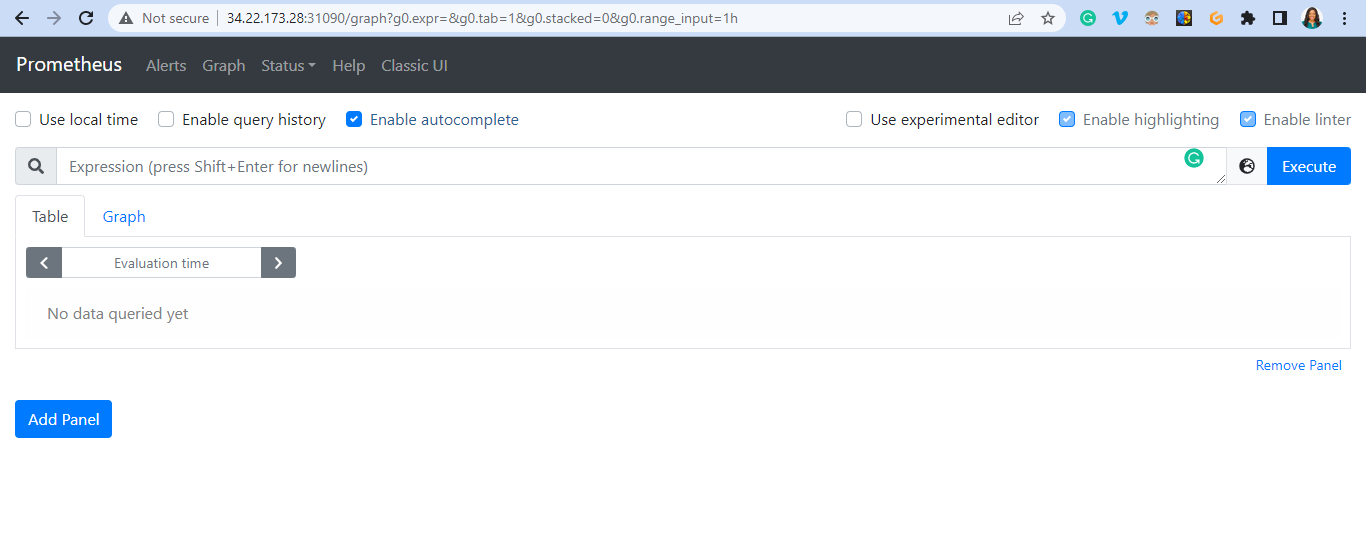 Not secure 34.22.173.28:31090/graph?g0.expr=&g0.tab=1&g0.stacked=0&g0.range_input=1h
Prometheus Alerts Graph Status Help Classic UI
Use local time Enable query history Enable autocomplete Use experimental editor Enable highlighting Enable linter
Expression (press Shift+Enter for newlines) Execute
Table Graph
Evaluation time
No data queried yet
Remove Panel
Add Panel